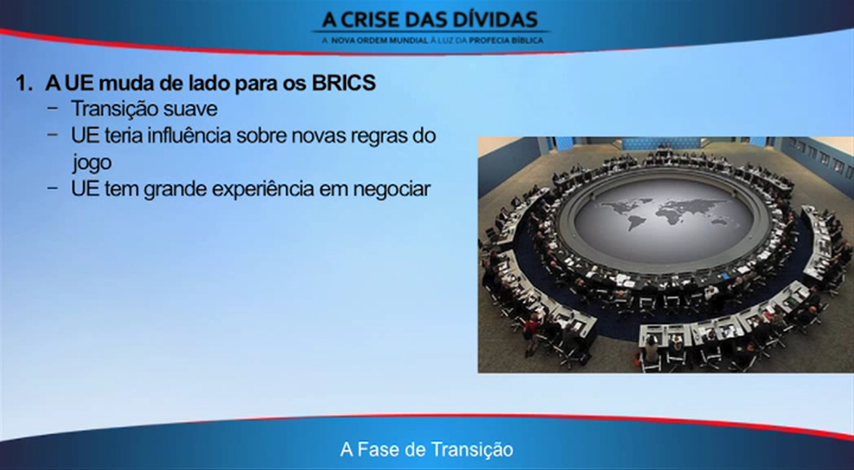 A CRISE DAS DÍVIDAS
A NOVA ORDEM MUNDIAL À LUZ DA PROFECIA BÍBLICA
1. A UE muda de lado para os BRICS
− Transição suave
− UE teria influência sobre novas regras do
jogo
− UE tem grande experiência em negociar
A Fase de Transição